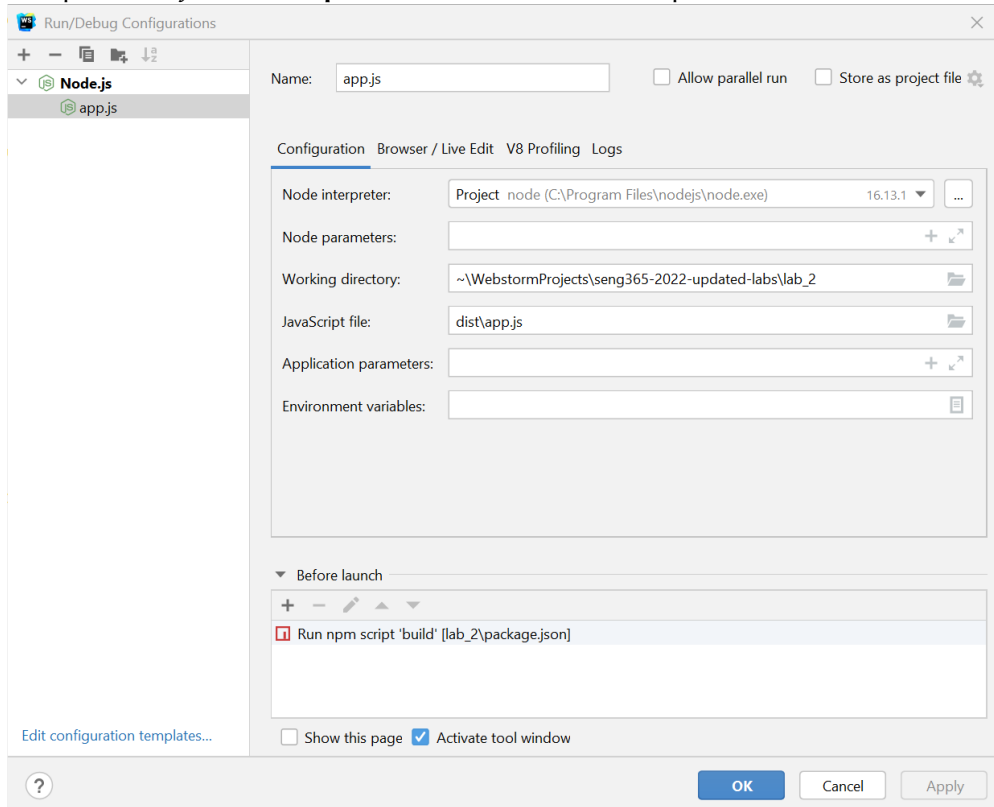 Run/Debug Configurations
Node.js
app.js
Name: app.js Allow parallel run Store as project file
Configuration Browser / Live Edit V8 Profiling Logs
Node interpreter: Project node (C:\Program Files\nodejs\node.exe) 16.13.1 ...
Node parameters:
Working directory: ~\WebstormProjects\seng365-2022-updated-labs\lab_2
JavaScript file: dist\app.js
Application parameters:
Environment variables:
Before launch
Run npm script 'build' [lab_2\package.json]
Edit configuration templates...
Show this page Activate tool window
? OK Cancel Apply